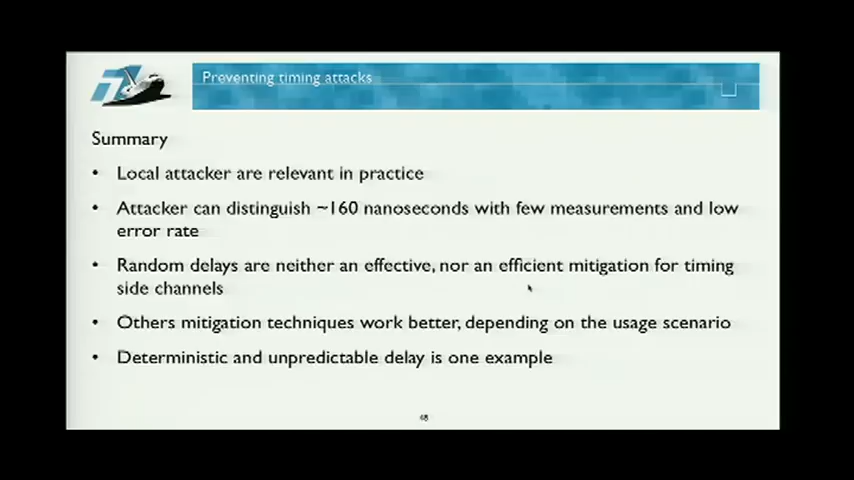 Preventing timing attacks
Summary
• Local attacker are relevant in practice
• Attacker can distinguish ~160 nanoseconds with few measurements and low
error rate
• Random delays are neither an effective, nor an efficient mitigation for timing
side channels
• Others mitigation techniques work better, depending on the usage scenario
• Deterministic and unpredictable delay is one example
48